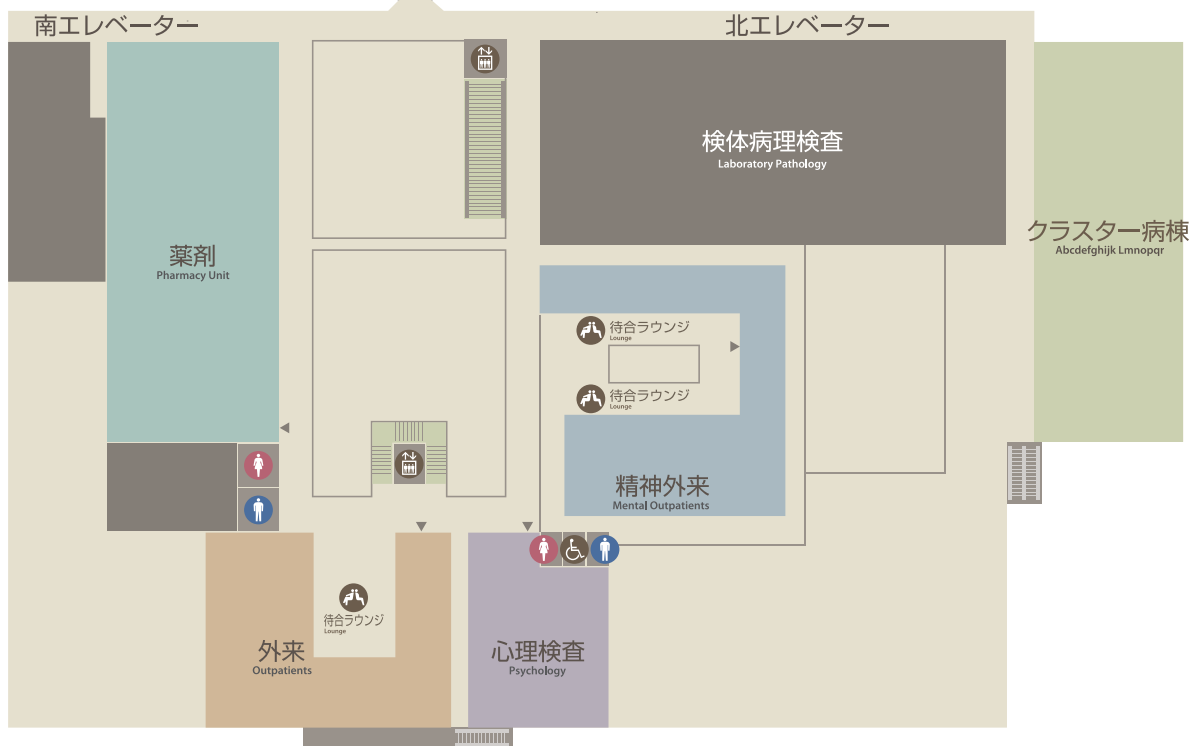 南エレベーター
北エレベーター
検体病理検査
Laboratory Pathology
クラスター病棟
Abcdefghijk Lmnopqr
薬剤
Pharmacy Unit
待合ラウンジ
Lounge
待合ラウンジ
Lounge
精神外来
Mental Outpatients
待合ラウンジ
Lounge
外来
Outpatients
心理検査
Psychology